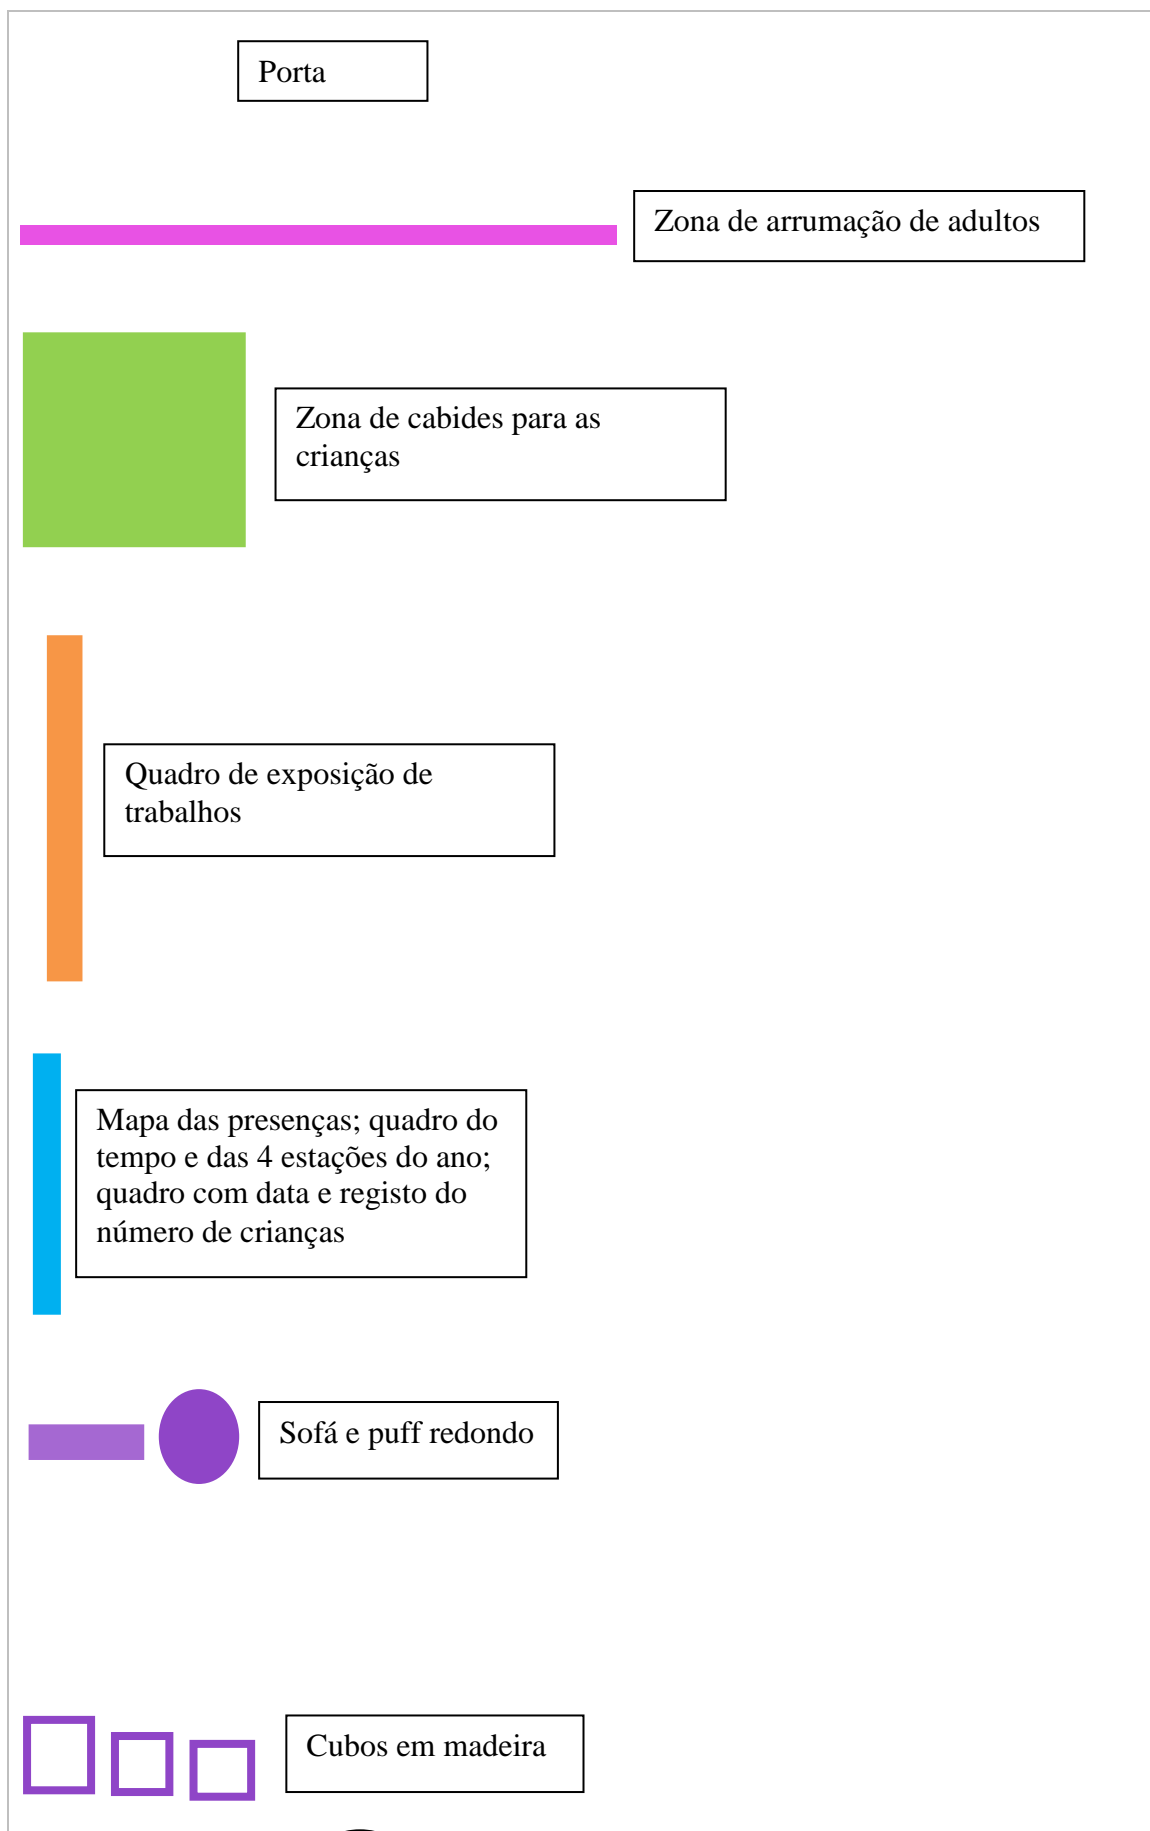 Porta
Zona de arrumação de adultos
Zona de cabides para as
crianças
Quadro de exposição de
trabalhos
Mapa das presenças; quadro do
tempo e das 4 estações do ano;
quadro com data e registo do
número de crianças
Sofá e puff redondo
Cubos em madeira